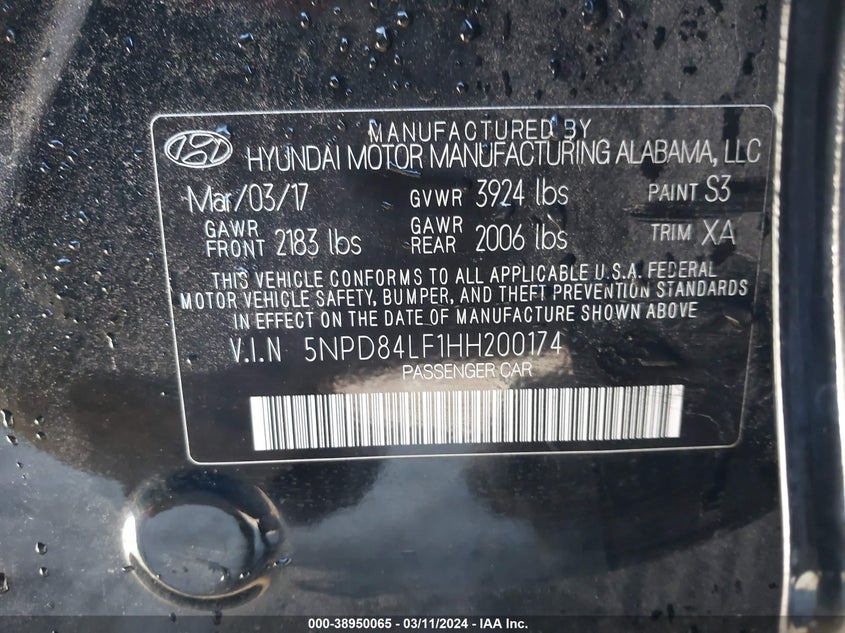 MANUFACTURED BY
HYUNDAI MOTOR MANUFACTURING ALABAMA, LLC
Mar/03/17 GVWR 3924 lbs PAINT S3
GAWR FRONT 2183 lbs GAWR REAR 2006 lbs TRIM XA
THIS VEHICLE CONFORMS TO ALL APPLICABLE U.S.A. FEDERAL
MOTOR VEHICLE SAFETY, BUMPER, AND THEFT PREVENTION STANDARDS
IN EFFECT ON THE DATE OF MANUFACTURE SHOWN ABOVE
V.I.N 5NPD84LF1HH200174
PASSENGER CAR
000-38950065 - 03/11/2024 - IAA Inc.